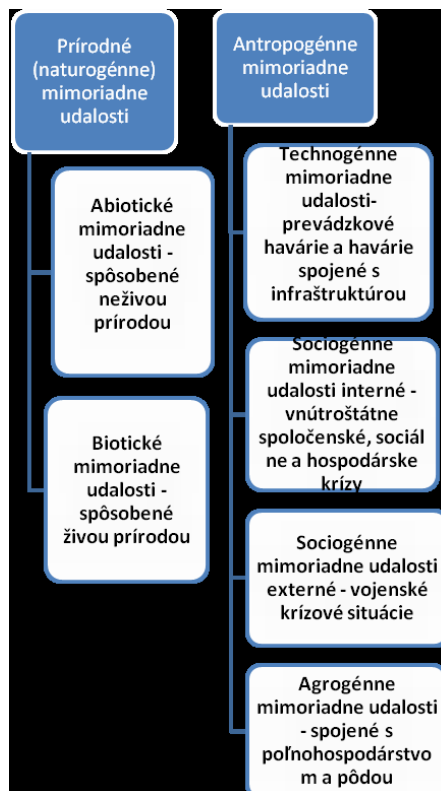 Prírodné
(naturogénne)
mimoriadne
udalosti
Abiotické
mimoriadne
udalosti -
spôsobené
neživou
prírodou
Biotické
mimoriadne
udalosti -
spôsobené
živou prírodou
Antropogénne
mimoriadne
udalosti
Technogénne
mimoriadne
udalosti-
prevádzkové
havárie a havárie
spojené s
infraštruktúrou
Sociogénne
mimoriadne
udalosti interné -
vnútroštátne
spoločenské, sociál
ne a hospodárske
krízy
Sociogénne
mimoriadne udalosti
externé - vojenské
krízové situácie
Agrogénne
mimoriadne udalosti
- spojené s
poľnohospodárstvo
m a pôdou